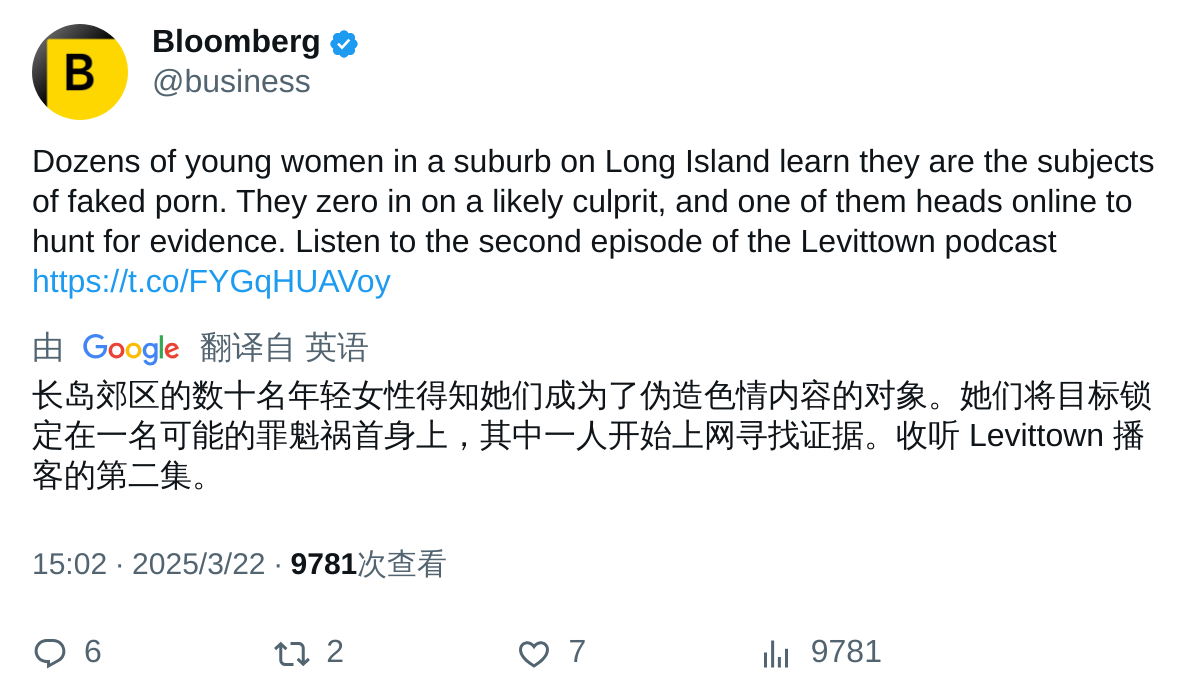 B
Bloomberg
@business
Dozens of young women in a suburb on Long Island learn they are the subjects
of faked porn. They zero in on a likely culprit, and one of them heads online to
hunt for evidence. Listen to the second episode of the Levittown podcast
https://t.co/FYGqHUAVoy
由 Google 翻译自 英语
长岛郊区的数十名年轻女性得知她们成为了伪造色情内容的对象。她们将目标锁
定在一名可能的罪魁祸首身上，其中一人开始上网寻找证据。收听 Levittown 播
客的第二集。
15:02 · 2025/3/22 · 9781次查看
6 2 7 9781